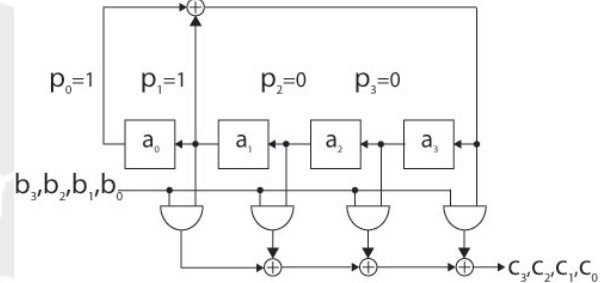 p₀=1 p₁=1 p₂=0 p₃=0
a₀ a₁ a₂ a₃
b₃,b₂,b₁,b₀
c₃,c₂,c₁,c₀